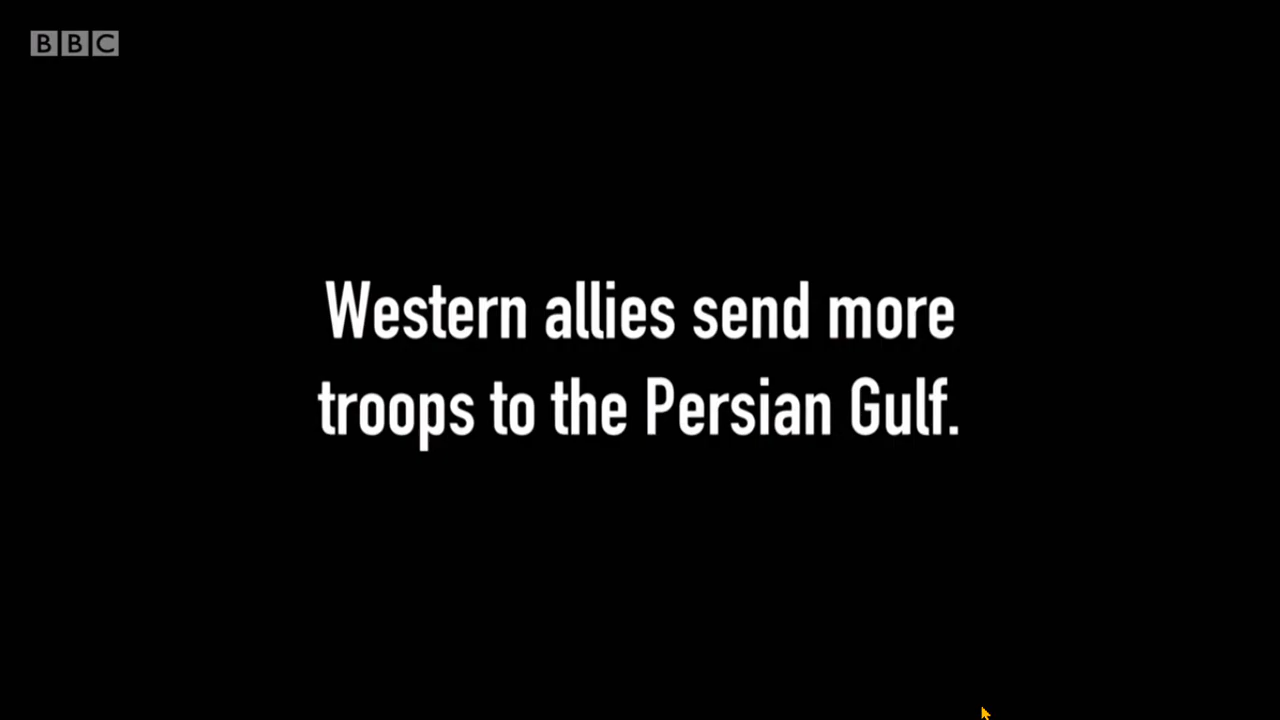 BBC
Western allies send more
troops to the Persian Gulf.